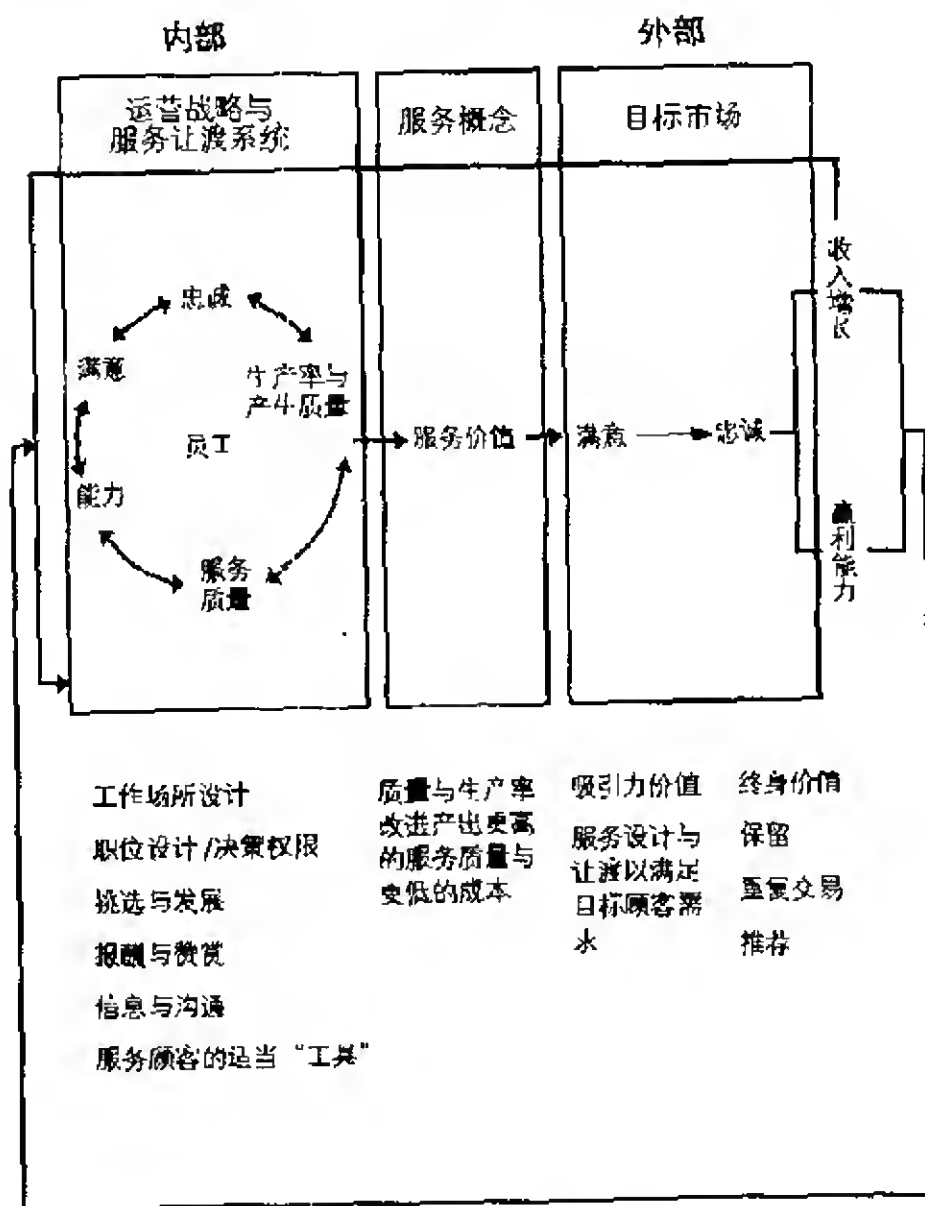 内部
外部
运营战略与
服务让渡系统
服务概念
目标市场
忠诚
满意
生产率与
产生质量
员工
能力
服务
质量
服务价值
满意
忠诚
收入增长
赢利能力
工作场所设计
职位设计/决策权限
挑选与发展
报酬与赞赏
信息与沟通
服务顾客的适当“工具”
质量与生产率
改进产出更高
的服务质量与
更低的成本
吸引力价值
服务设计与
让渡以满足
目标顾客需
水
终身价值
保留
重复交易
推荐